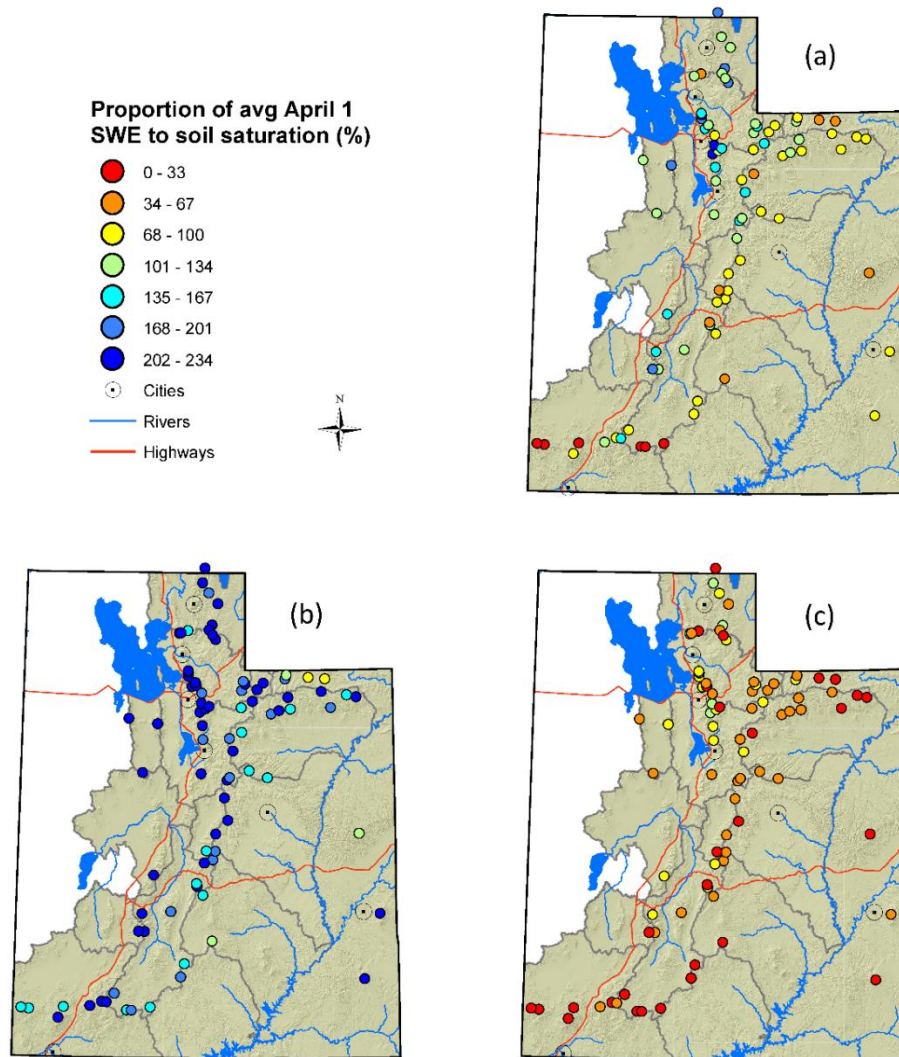 (a)
Proportion of avg April 1
SWE to soil saturation (%)
0 - 33
34 - 67
68 - 100
101 - 134
135 - 167
168 - 201
202 - 234
Cities
Rivers
Highways
N
(b)
(c)